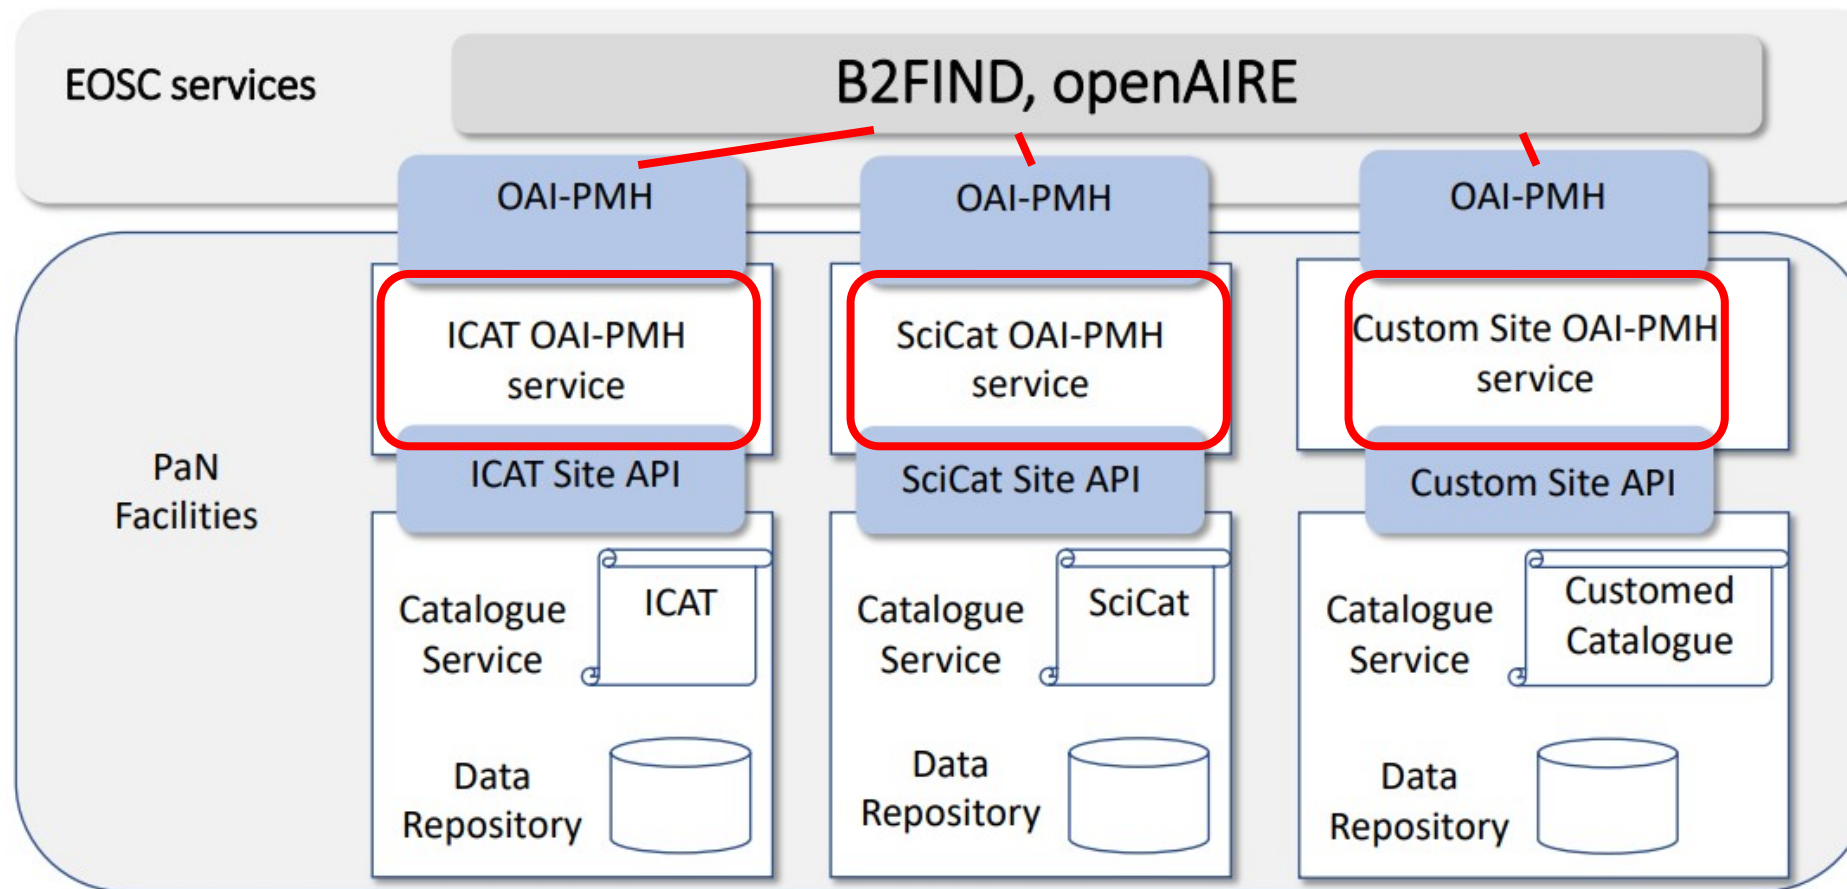 EOSC services
B2FIND, openAIRE
OAI-PMH
OAI-PMH
OAI-PMH
ICAT OAI-PMH
service
SciCat OAI-PMH
service
Custom Site OAI-PMH
service
PaN
Facilities
ICAT Site API
SciCat Site API
Custom Site API
Catalogue
Service
ICAT
Data
Repository
Catalogue
Service
SciCat
Data
Repository
Catalogue
Service
Customed
Catalogue
Data
Repository